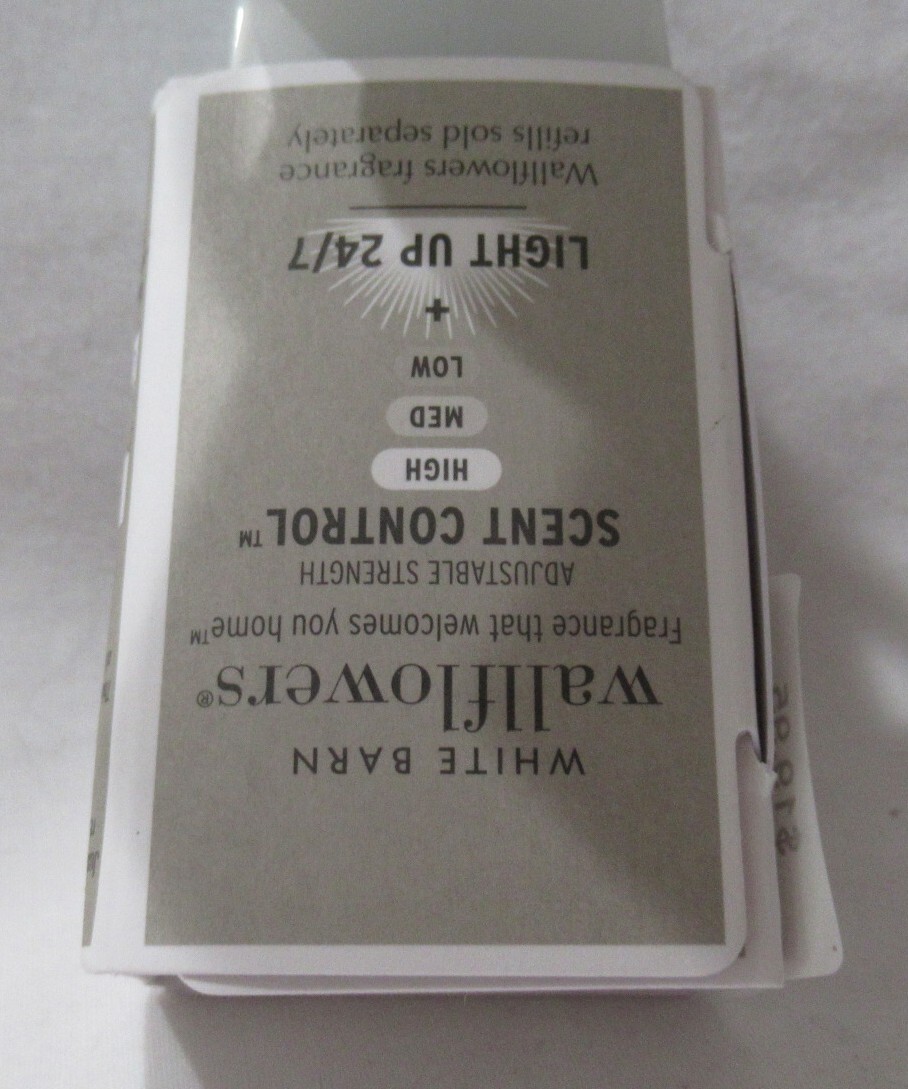 WHITE BARN
wallflowers®
Fragrance that welcomes you home™
ADJUSTABLE STRENGTH
SCENT CONTROL™
HIGH
MED
LOW
+
LIGHT UP 24/7
Wallflowers fragrance
refills sold separately